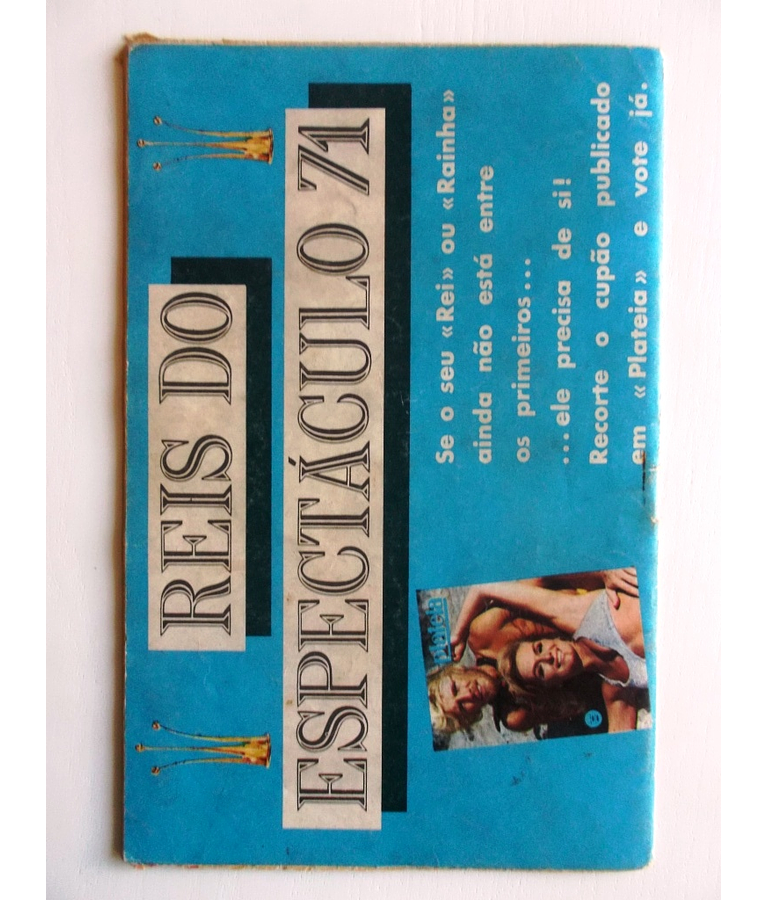 REIS DO
ESPECTÁCULO 71
Se o seu «Rei» ou «Rainha»
ainda não está entre
os primeiros...
...ele precisa de si!
Recorte o cupão publicado
em «Plateia» e vote já.
plateia